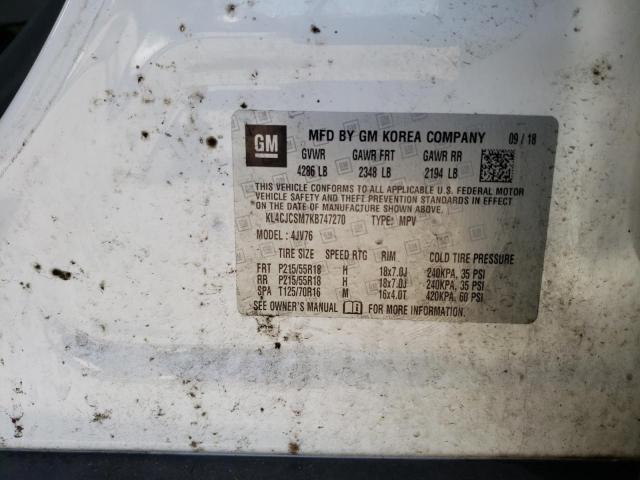 GM
MFD BY GM KOREA COMPANY 09/18
GVWR GAWR FRT GAWR RR
4286 LB 2348 LB 2194 LB
THIS VEHICLE CONFORMS TO ALL APPLICABLE U.S. FEDERAL MOTOR
VEHICLE SAFETY AND THEFT PREVENTION STANDARDS IN EFFECT
ON THE DATE OF MANUFACTURE SHOWN ABOVE.
KL4CJCSM7KB747270 TYPE: MPV
MODEL: 4JV76
TIRE SIZE SPEED RTG RIM COLD TIRE PRESSURE
FRT P215/55R18 H 18x7.0J 240KPA, 35 PSI
RR P215/55R18 H 18x7.0J 240KPA, 35 PSI
SPA T125/70R16 M 16x4.0T 420KPA, 60 PSI
SEE OWNER'S MANUAL FOR MORE INFORMATION.